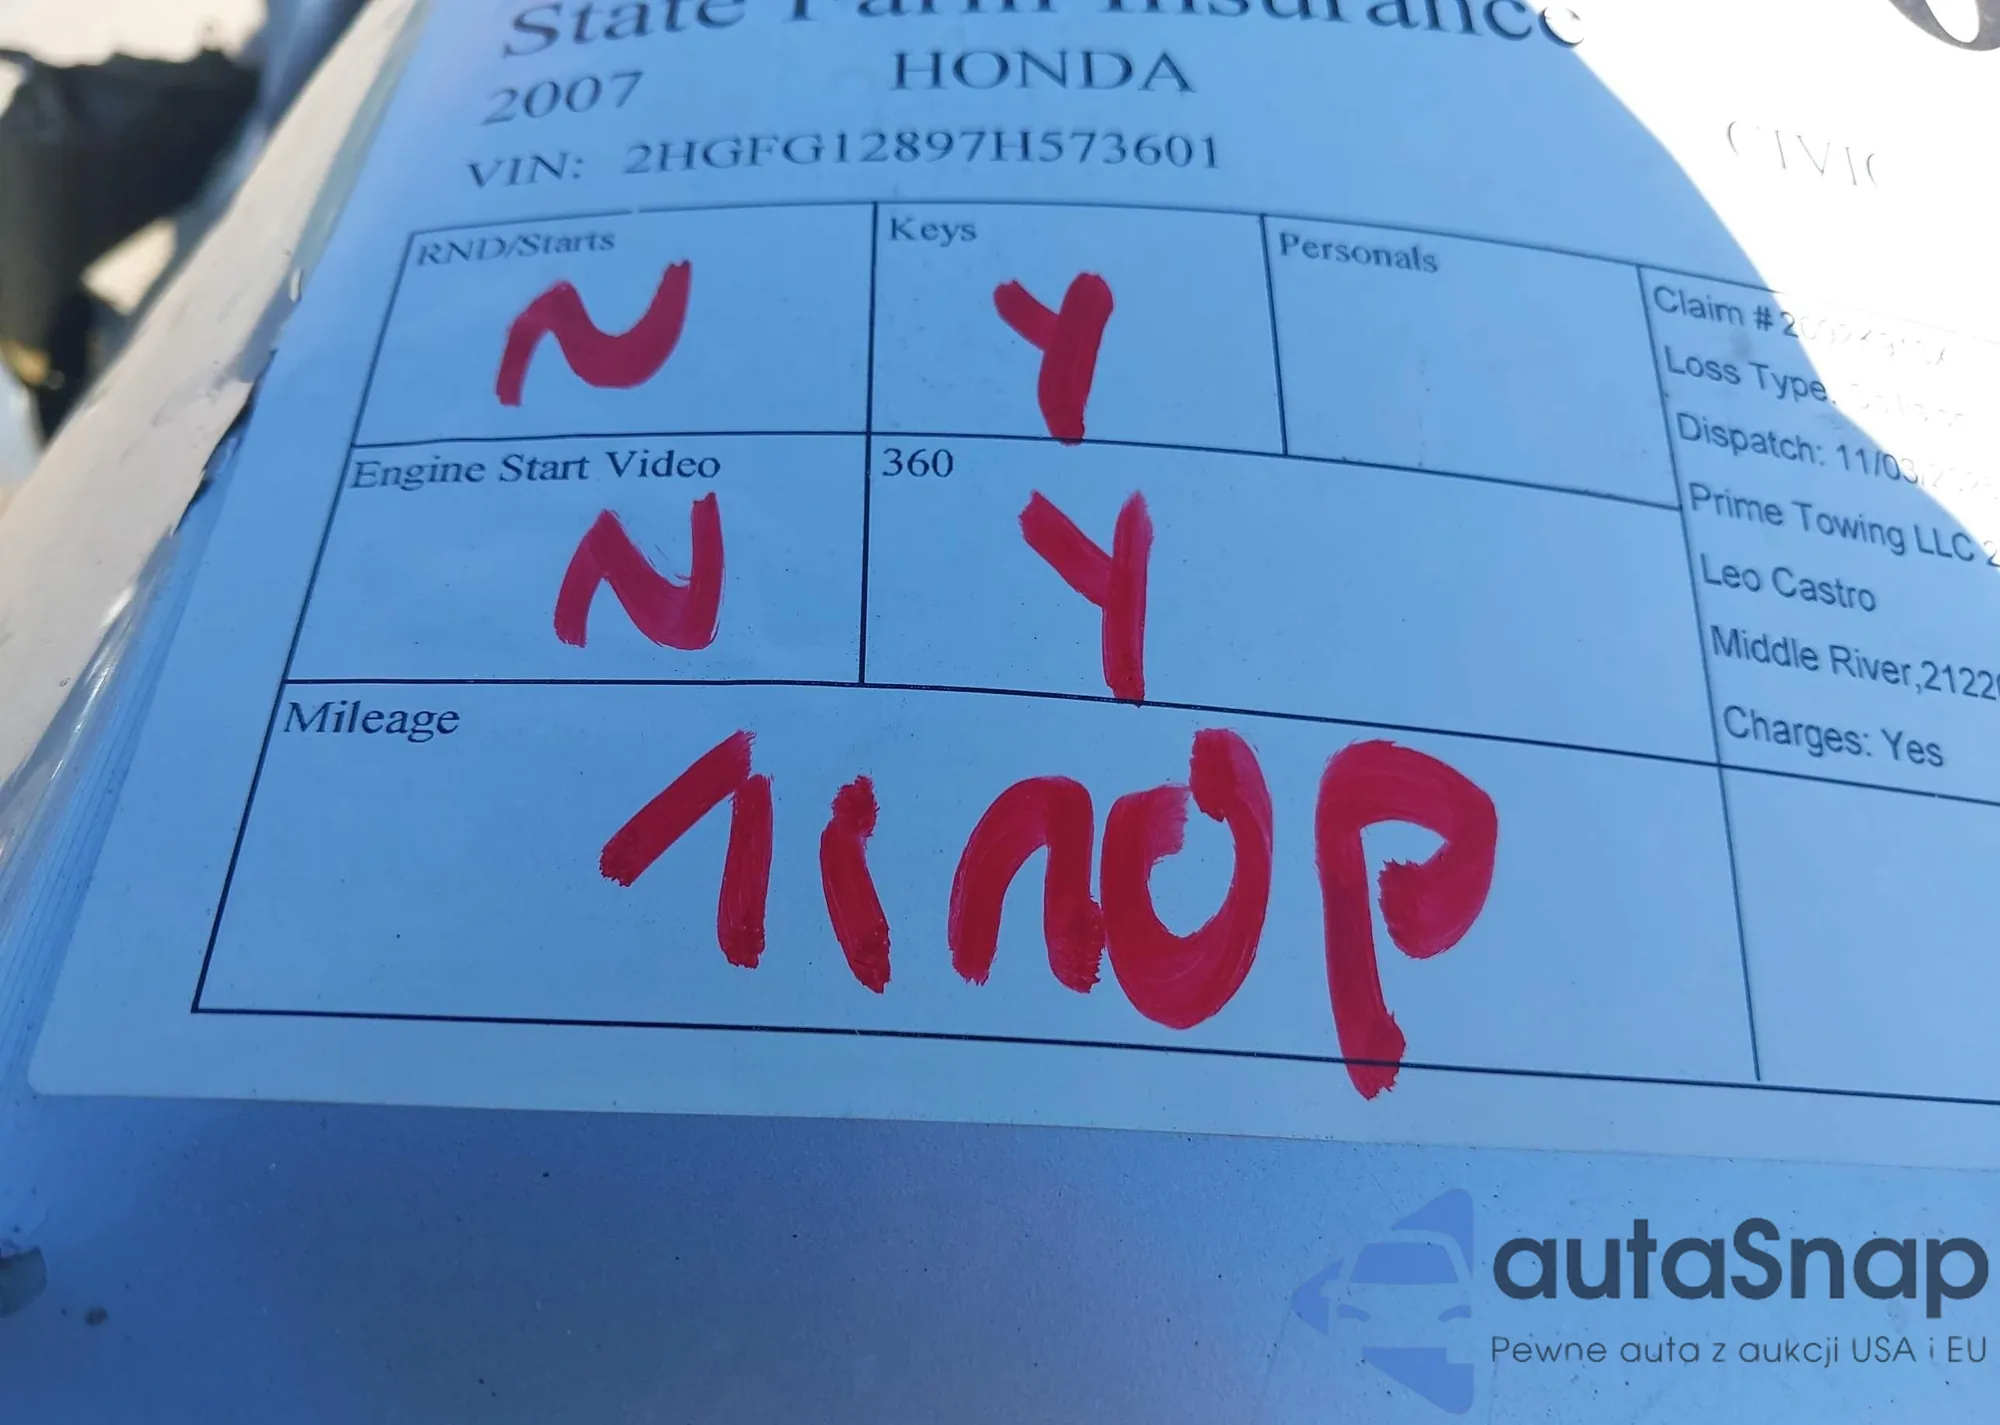 State Farm Insurance
2007 HONDA CIVIC
VIN: 2HGFG12897H573601
RND/Starts
N
Keys
Y
Personals
Engine Start Video
N
360
Y
Mileage
1inop
Claim #
Loss Type:
Dispatch: 11/03/
Prime Towing LLC
Leo Castro
Middle River,2122
Charges: Yes
autaSnap
Pewne auta z aukcji USA i EU